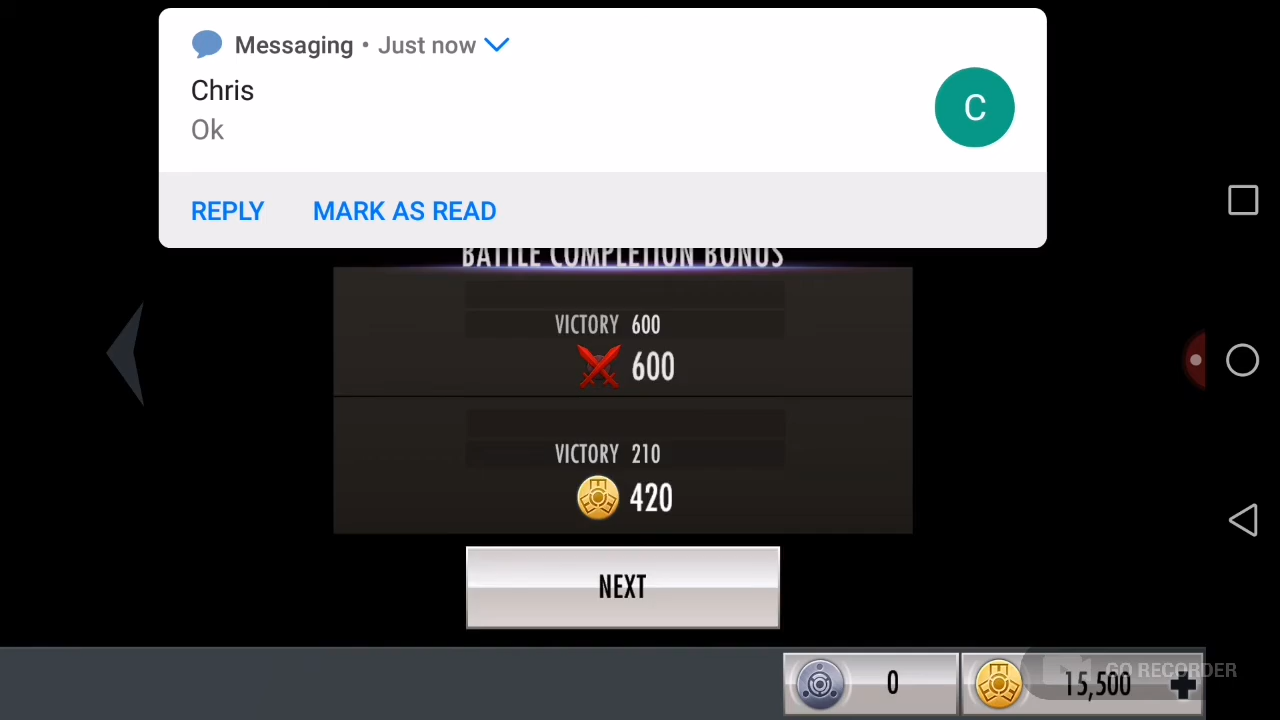 Messaging • Just now
Chris
Ok
C
REPLY MARK AS READ
BATTLE COMPLETION BONUS
VICTORY 600
600
VICTORY 210
420
NEXT
0 15,500
GO RECORDER